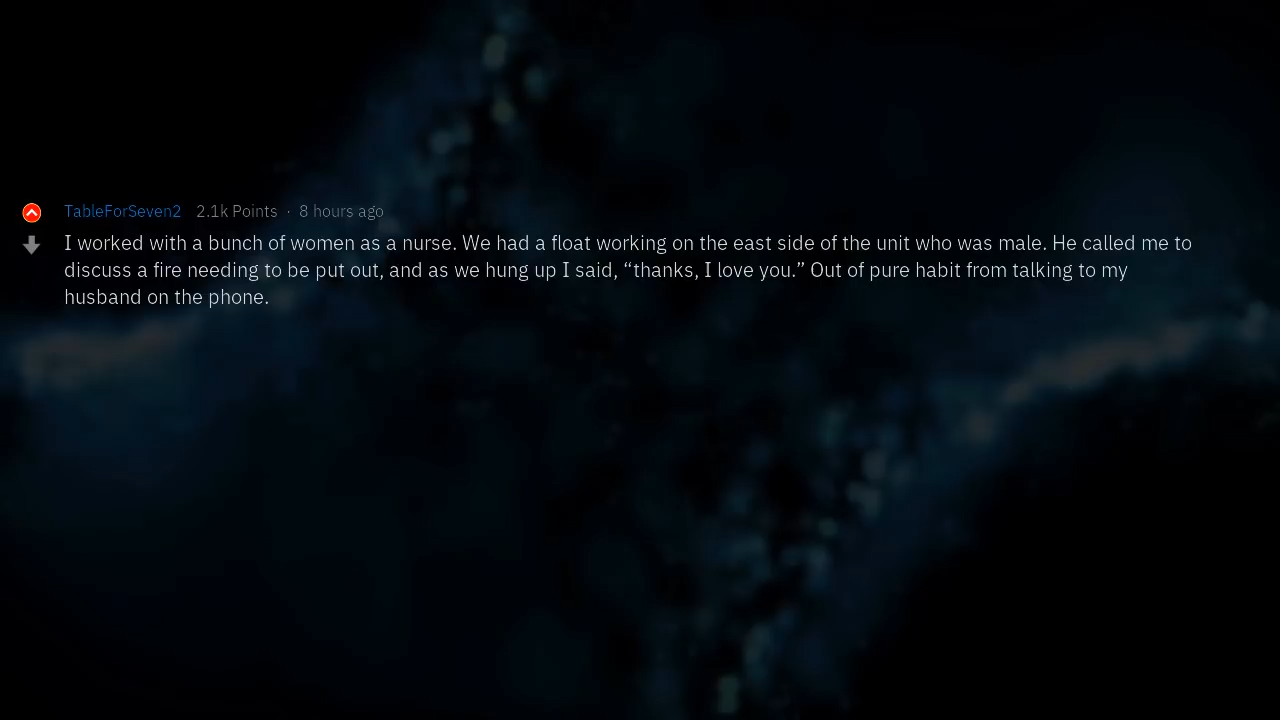 TableForSeven2 2.1k Points · 8 hours ago
I worked with a bunch of women as a nurse. We had a float working on the east side of the unit who was male. He called me to
discuss a fire needing to be put out, and as we hung up I said, “thanks, I love you.” Out of pure habit from talking to my
husband on the phone.